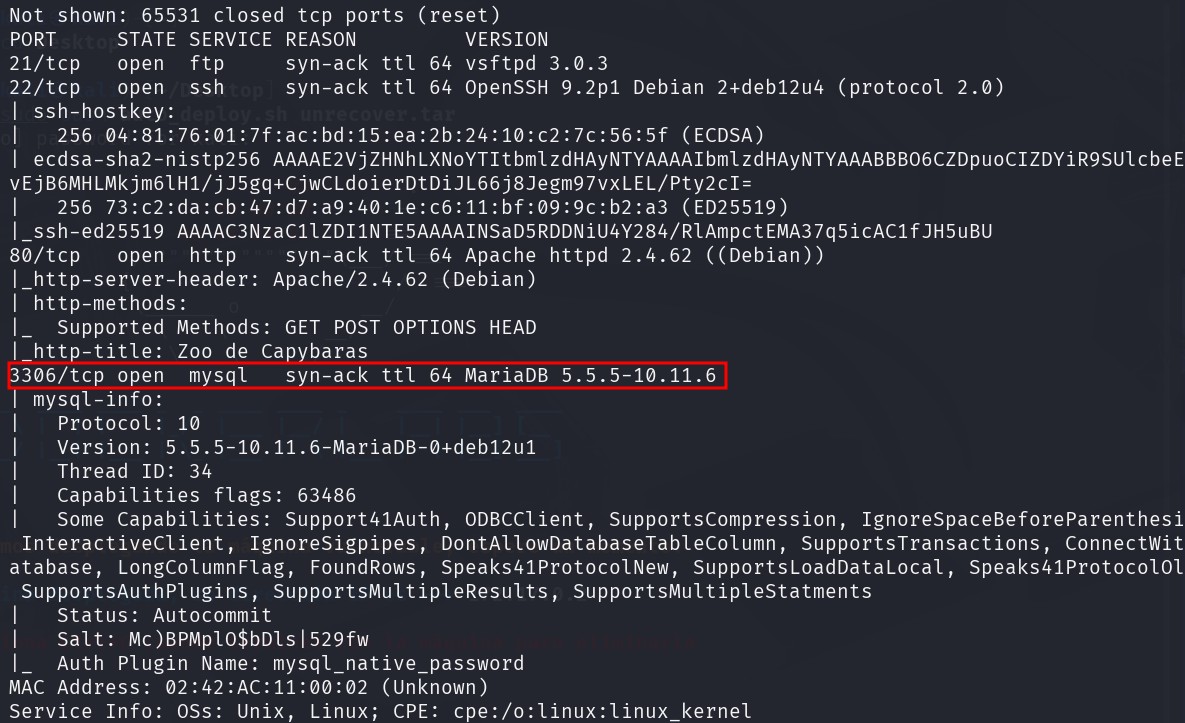 Not shown: 65531 closed tcp ports (reset)
PORT     STATE SERVICE REASON         VERSION
21/tcp   open  ftp     syn-ack ttl 64 vsftpd 3.0.3
22/tcp   open  ssh     syn-ack ttl 64 OpenSSH 9.2p1 Debian 2+deb12u4 (protocol 2.0)
| ssh-hostkey:
|   256 04:81:76:01:7f:ac:bd:15:ea:2b:24:10:c2:7c:56:5f (ECDSA)
| ecdsa-sha2-nistp256 AAAAE2VjZHNhLXNoYTItbmlzdHAyNTYAAAAIbmlzdHAyNTYAAABBBO6CZDpuoCIZDYiR9SUlcbeE
vEjB6MHLMkjm6lH1/jJ5gq+CjwCLdoierDtDiJL66j8Jegm97vxLEL/Pty2cI=
|   256 73:c2:da:cb:47:d7:a9:40:1e:c6:11:bf:09:9c:b2:a3 (ED25519)
|_ssh-ed25519 AAAAC3NzaC1lZDI1NTE5AAAAINSaD5RDDNiU4Y284/RlAmpctEMA37q5icAC1fJH5uBU
80/tcp   open  http    syn-ack ttl 64 Apache httpd 2.4.62 ((Debian))
|_http-server-header: Apache/2.4.62 (Debian)
| http-methods:
|_  Supported Methods: GET POST OPTIONS HEAD
|_http-title: Zoo de Capybaras
3306/tcp open  mysql   syn-ack ttl 64 MariaDB 5.5.5-10.11.6
| mysql-info:
|   Protocol: 10
|   Version: 5.5.5-10.11.6-MariaDB-0+deb12u1
|   Thread ID: 34
|   Capabilities flags: 63486
|   Some Capabilities: Support41Auth, ODBCClient, SupportsCompression, IgnoreSpaceBeforeParenthesi
InteractiveClient, IgnoreSigpipes, DontAllowDatabaseTableColumn, SupportsTransactions, ConnectWit
atabase, LongColumnFlag, FoundRows, Speaks41ProtocolNew, SupportsLoadDataLocal, Speaks41ProtocolOl
SupportsAuthPlugins, SupportsMultipleResults, SupportsMultipleStatments
|   Status: Autocommit
|   Salt: Mc)BPMplO$bDls|529fw
|_  Auth Plugin Name: mysql_native_password
MAC Address: 02:42:AC:11:00:02 (Unknown)
Service Info: OSs: Unix, Linux; CPE: cpe:/o:linux:linux_kernel